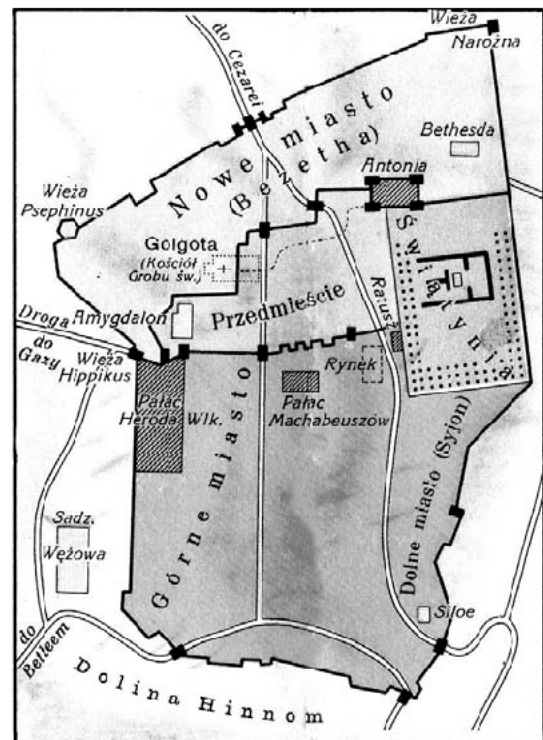 Wieża
Narożna
do Cezarei
Nowe miasto
(Bezetha)
Bethesda
Antonia
Wieża
Psephinus
Golgota
(Kościół
Grobu św.)
Świątynia
Przedmieście
Ratusz
Droga
do
Gazy
Amygdalon
Wieża
Hippikus
Rynek
Pałac
Heroda Wlk.
Pałac
Machabeuszów
Górne miasto
Dolne miasto (Syjon)
Sadz.
Wężowa
Siloe
do
Betleem
Dolina Hinnom